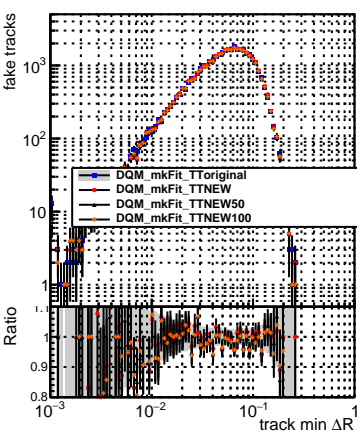 fake tracks
10³
10²
10
1
DQM_mkFit_TToriginal
DQM_mkFit_TTNEW
DQM_mkFit_TTNEW50
DQM_mkFit_TTNEW100
Ratio
1.1
1
0.9
0.8
10⁻³ 10⁻² 10⁻¹ 1
track min ΔR